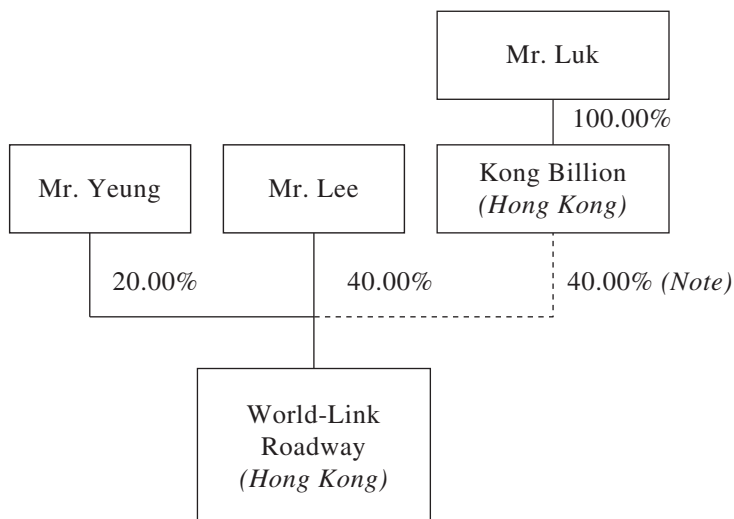 Mr. Luk
100.00%
Mr. Yeung
Mr. Lee
Kong Billion
(Hong Kong)
20.00%
40.00%
40.00% (Note)
World-Link
Roadway
(Hong Kong)